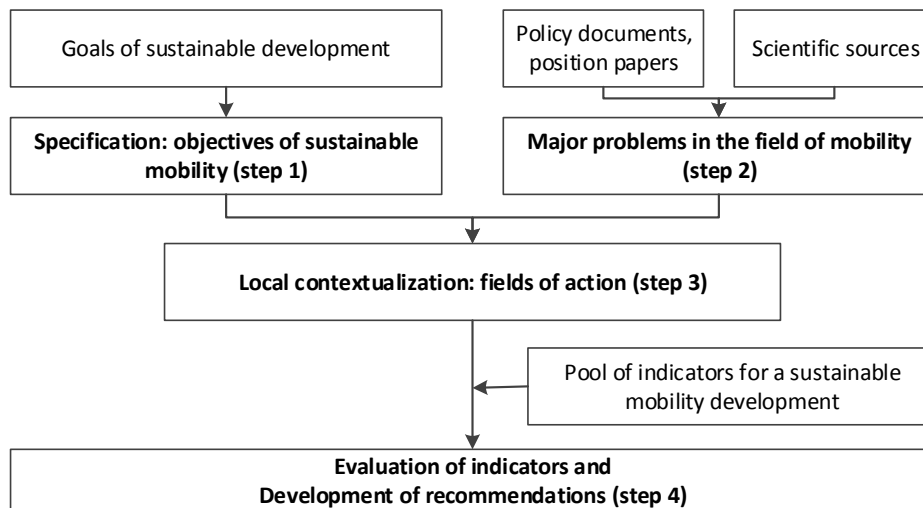 Goals of sustainable development
Policy documents,
position papers
Scientific sources
Specification: objectives of sustainable
mobility (step 1)
Major problems in the field of mobility
(step 2)
Local contextualization: fields of action (step 3)
Pool of indicators for a sustainable
mobility development
Evaluation of indicators and
Development of recommendations (step 4)